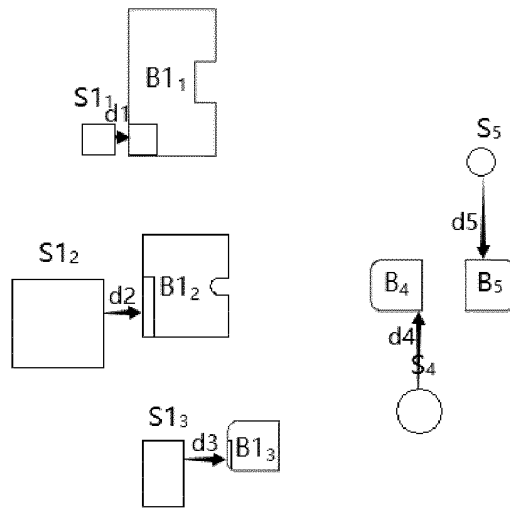 B1₁
S1₁
d1
S₅
d5
S1₂
d2
B1₂
B₄
B₅
d4
S₄
S1₃
d3
B1₃